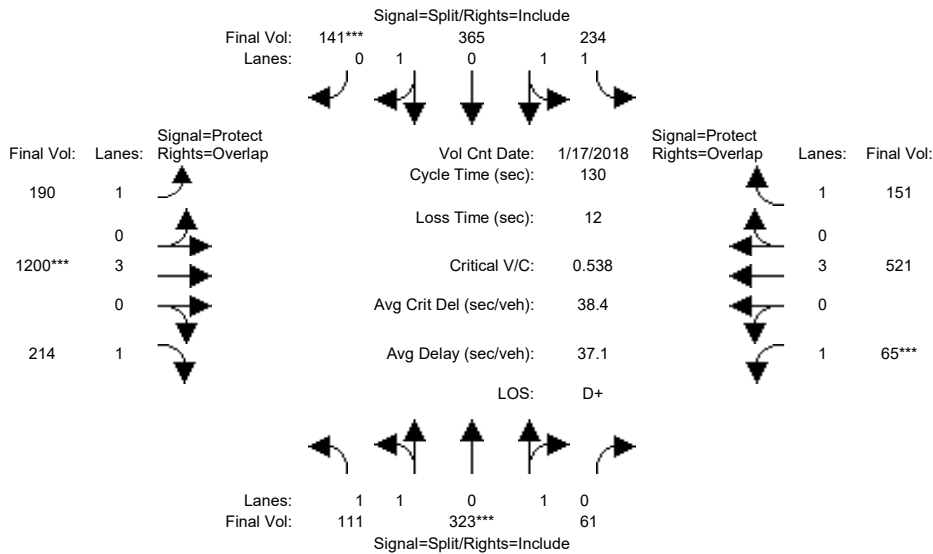 Signal=Split/Rights=Include
Final Vol: 141*** 365 234
Lanes: 0 1 0 1 1
Signal=Protect Signal=Protect
Final Vol: Lanes: Rights=Overlap Vol Cnt Date: 1/17/2018 Rights=Overlap Lanes: Final Vol:
Cycle Time (sec): 130
190 1 1 151
Loss Time (sec): 12
0 0
1200*** 3 Critical V/C: 0.538 3 521
0 Avg Crit Del (sec/veh): 38.4 0
214 1 Avg Delay (sec/veh): 37.1 1 65***
LOS: D+
Lanes: 1 1 0 1 0
Final Vol: 111 323*** 61
Signal=Split/Rights=Include